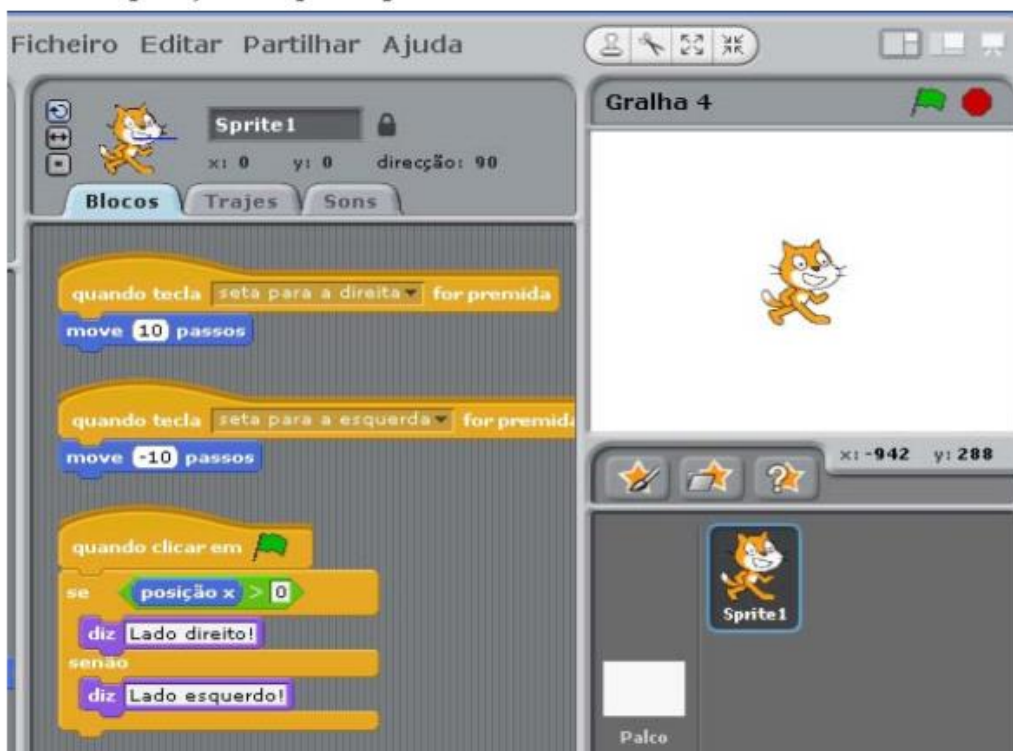 Ficheiro Editar Partilhar Ajuda
Sprite1
x: 0 y: 0 direcção: 90
Blocos Trajes Sons
quando tecla seta para a direita for premida
move 10 passos
quando tecla seta para a esquerda for premida
move -10 passos
quando clicar em
se posição x > 0
diz Lado direito!
senão
diz Lado esquerdo!
Gralha 4
x: -942 y: 288
Sprite1
Palco